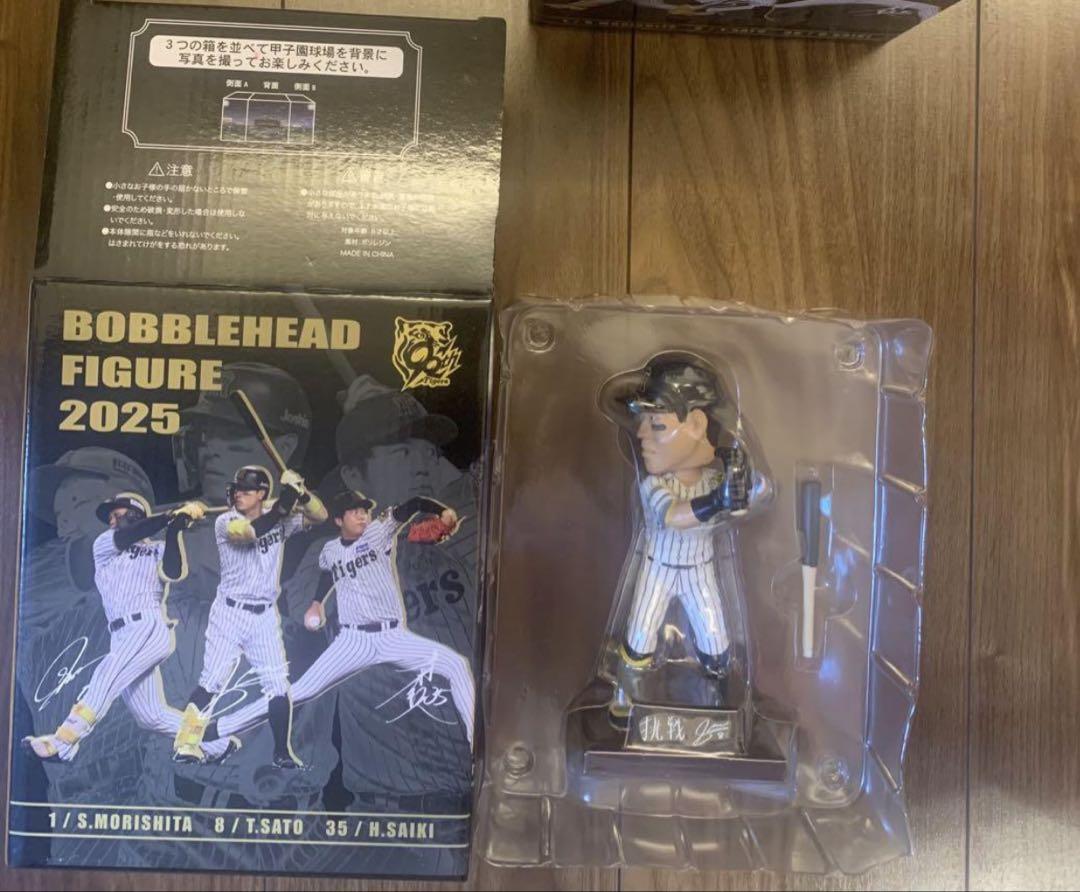 3つの箱を並べて甲子園球場を背景に
写真を撮ってお楽しみください。
側面A 背面 側面B
⚠注意
●小さなお子様の手の届かないところで保管
・使用してください。
●安全のため破損・変形した場合は使用しな
いでください。
●本体隙間に指などをいれないでください。
はさまれてけがをする恐れがあります。
対象年齢 8才以上
素材:ポリレジン
MADE IN CHINA
BOBBLEHEAD
FIGURE
2025
90th
Tigers
Tigers
1 / S.MORISHITA 8 / T.SATO 35 / H.SAIKI
挑戦